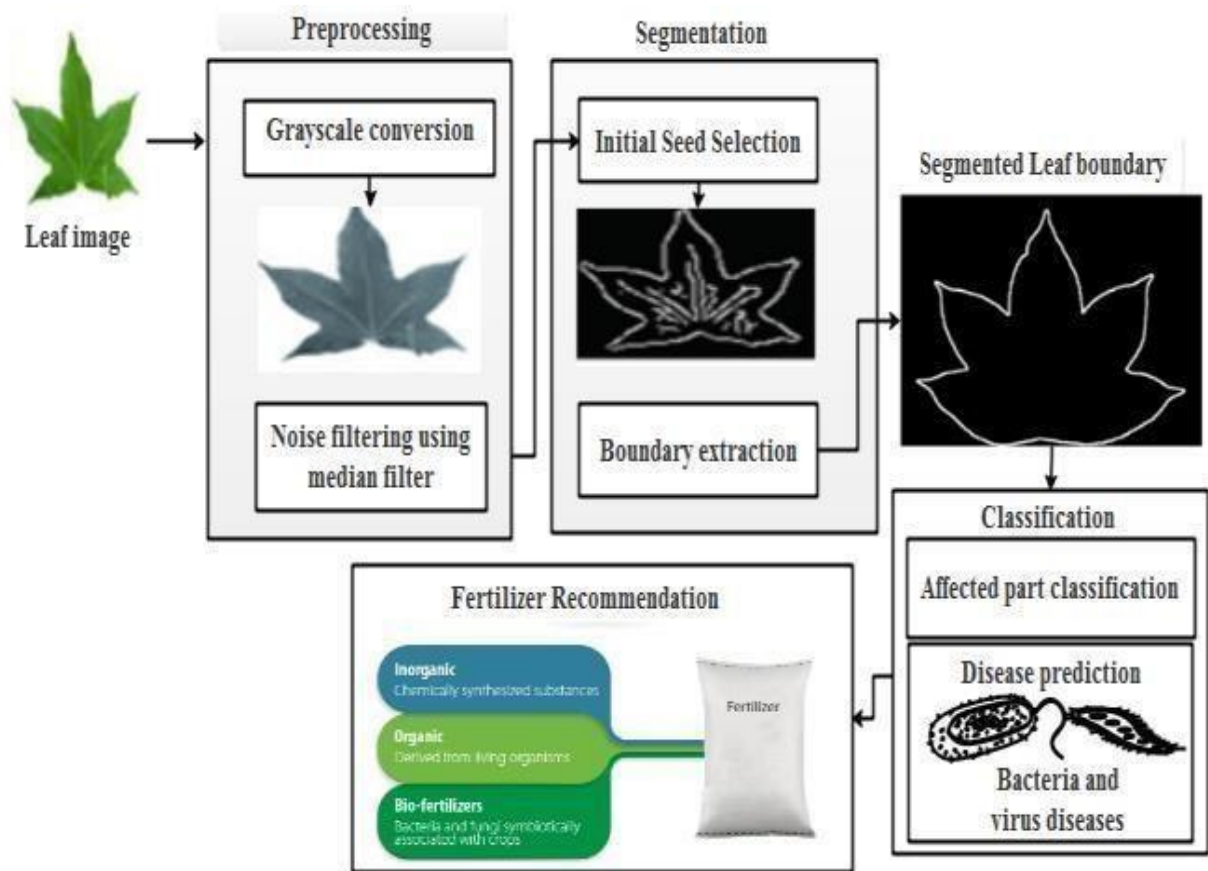 Preprocessing
Grayscale conversion
Noise filtering using
median filter
Segmentation
Initial Seed Selection
Boundary extraction
Leaf image
Segmented Leaf boundary
Classification
Affected part classification
Disease prediction
Bacteria and
virus diseases
Fertilizer Recommendation
Inorganic
Chemically synthesized substances
Organic
Derived from living organisms
Bio-fertilizers
Bacteria and fungi symbiotically
associated with crops
Fertilizer